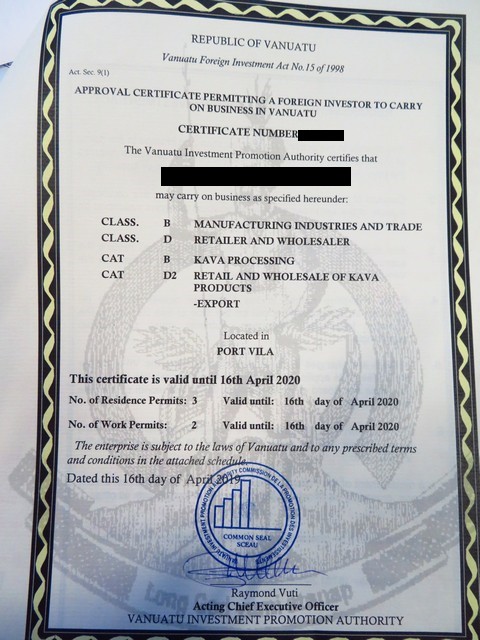 REPUBLIC OF VANUATU
Vanuatu Foreign Investment Act No.15 of 1998
Act. Sec. 9(1)
APPROVAL CERTIFICATE PERMITTING A FOREIGN INVESTOR TO CARRY
ON BUSINESS IN VANUATU
CERTIFICATE NUMBER
The Vanuatu Investment Promotion Authority certifies that
may carry on business as specified hereunder:
CLASS. B MANUFACTURING INDUSTRIES AND TRADE
CLASS. D RETAILER AND WHOLESALER
CAT B KAVA PROCESSING
CAT D2 RETAIL AND WHOLESALE OF KAVA
PRODUCTS
-EXPORT
Located in
PORT VILA
This certificate is valid until 16th April 2020
No. of Residence Permits: 3 Valid until: 16th day of April 2020
No. of Work Permits: 2 Valid until: 16th day of April 2020
The enterprise is subject to the laws of Vanuatu and to any prescribed terms
and conditions in the attached schedule.
Dated this 16th day of April 2019
COMMON SEAL
SCEAU
Raymond Vuti
Acting Chief Executive Officer
VANUATU INVESTMENT PROMOTION AUTHORITY